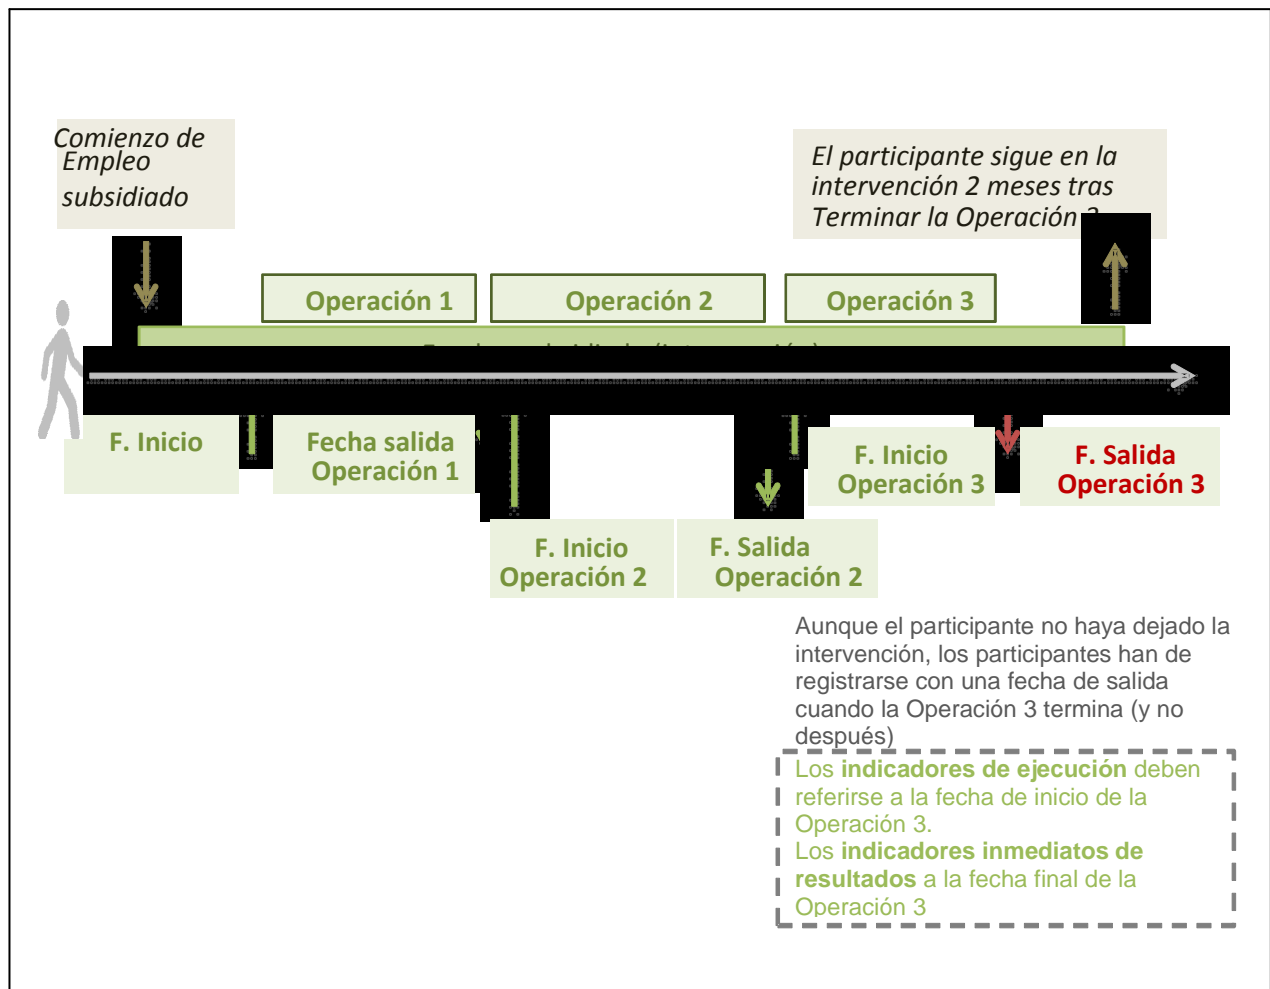 Comienzo de
Empleo
subsidiado
El participante sigue en la
intervención 2 meses tras
Terminar la Operación
Operación 1
Operación 2
Operación 3
F. Inicio
Fecha salida
Operación 1
F. Inicio
Operación 2
F. Salida
Operación 2
F. Inicio
Operación 3
F. Salida
Operación 3
Aunque el participante no haya dejado la
intervención, los participantes han de
registrarse con una fecha de salida
cuando la Operación 3 termina (y no
después)
Los indicadores de ejecución deben
referirse a la fecha de inicio de la
Operación 3.
Los indicadores inmediatos de
resultados a la fecha final de la
Operación 3